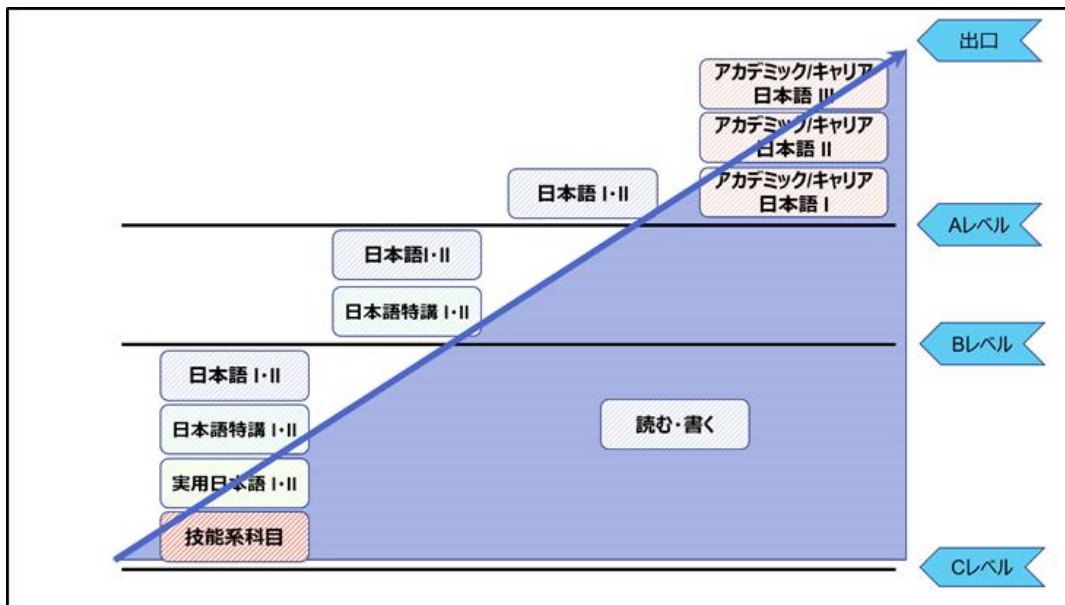 出口
アカデミック/キャリア
日本語 III
アカデミック/キャリア
日本語 II
アカデミック/キャリア
日本語 I
日本語 I・II
Aレベル
日本語I・II
日本語特講 I・II
Bレベル
日本語 I・II
日本語特講 I・II
実用日本語 I・II
技能系科目
読む・書く
Cレベル